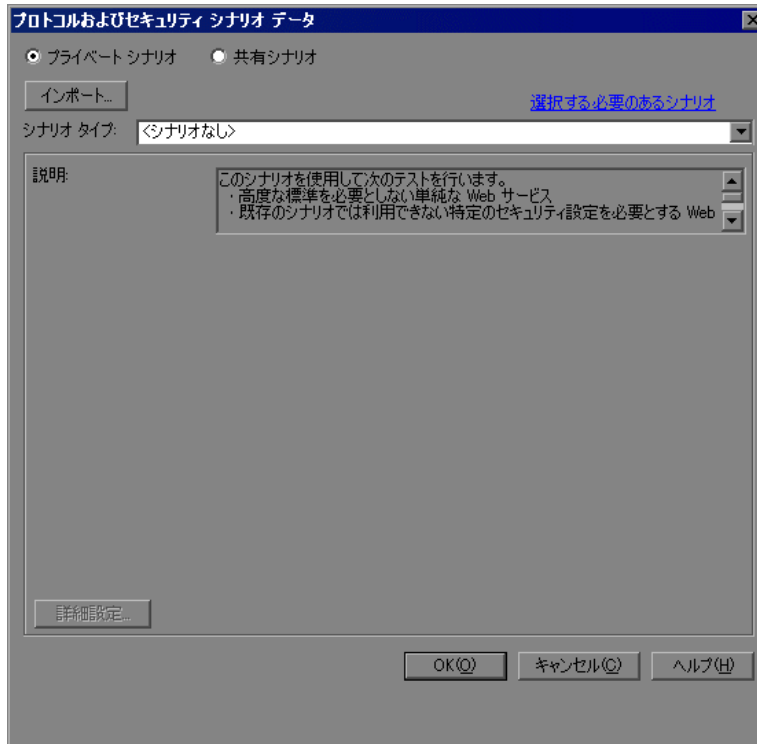 プロトコルおよびセキュリティ シナリオ データ
プライベート シナリオ 共有シナリオ
インポート...
選択する必要のあるシナリオ
シナリオ タイプ: <シナリオなし>
説明:
このシナリオを使用して次のテストを行います。
・高度な標準を必要としない単純な Web サービス
・既存のシナリオでは利用できない特定のセキュリティ設定を必要とする Web
詳細設定...
OK(O) キャンセル(C) ヘルプ(H)